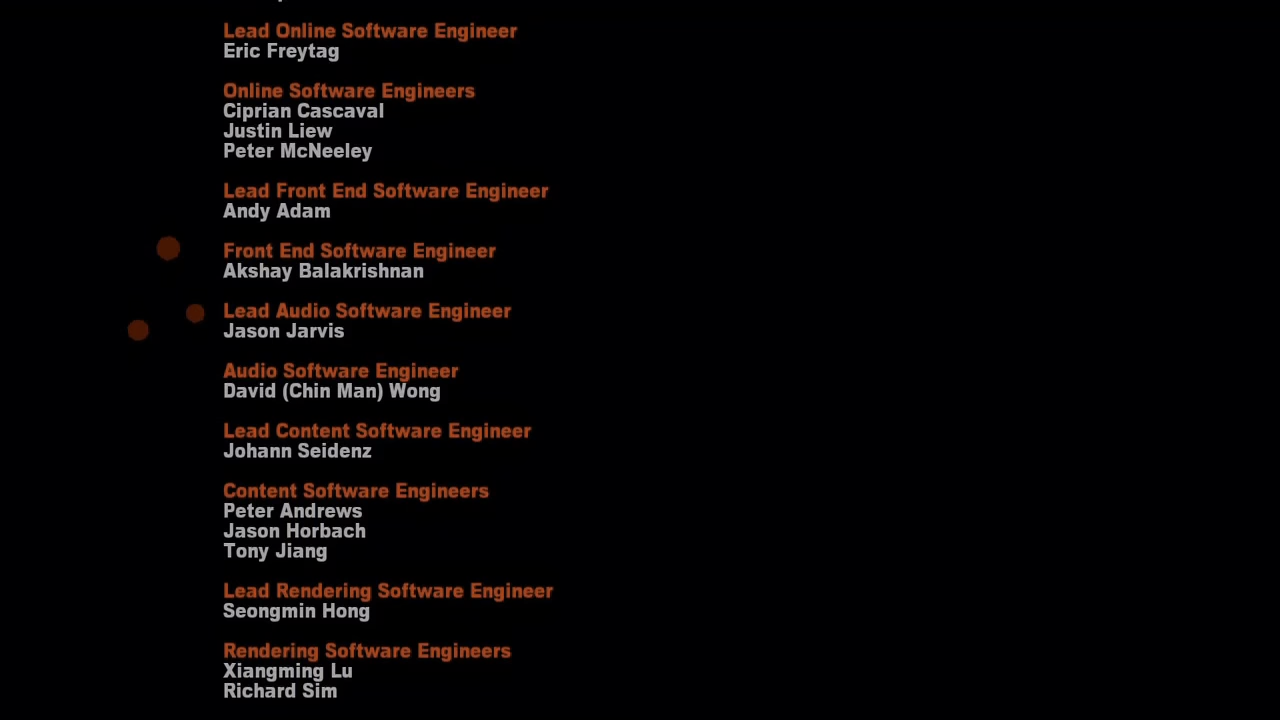 Lead Online Software Engineer
Eric Freytag
Online Software Engineers
Ciprian Cascaval
Justin Liew
Peter McNeeley
Lead Front End Software Engineer
Andy Adam
Front End Software Engineer
Akshay Balakrishnan
Lead Audio Software Engineer
Jason Jarvis
Audio Software Engineer
David (Chin Man) Wong
Lead Content Software Engineer
Johann Seidenz
Content Software Engineers
Peter Andrews
Jason Horbach
Tony Jiang
Lead Rendering Software Engineer
Seongmin Hong
Rendering Software Engineers
Xiangming Lu
Richard Sim